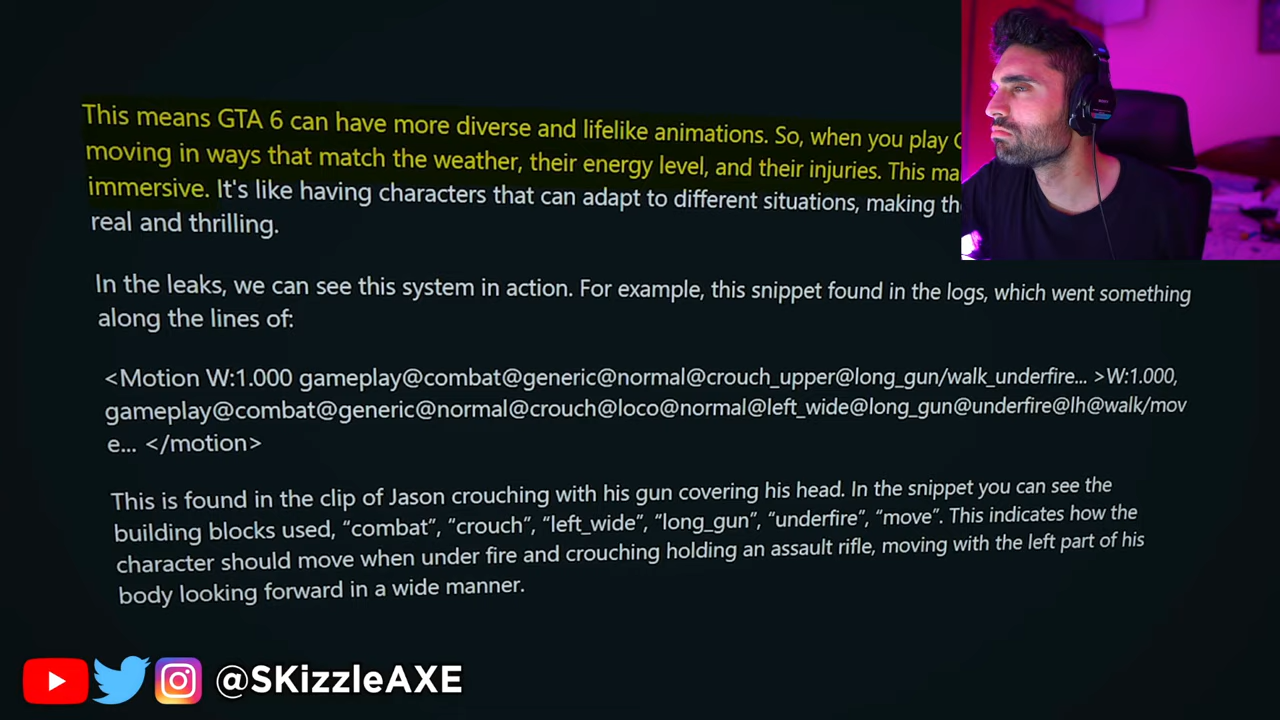 This means GTA 6 can have more diverse and lifelike animations. So, when you play
moving in ways that match the weather, their energy level, and their injuries. This
immersive. It's like having characters that can adapt to different situations, making
real and thrilling.
In the leaks, we can see this system in action. For example, this snippet found in the logs, which went something
along the lines of:
<Motion W:1.000 gameplay@combat@generic@normal@crouch_upper@long_gun/walk_underfire... >W:1.000,
gameplay@combat@generic@normal@crouch@loco@normal@left_wide@long_gun@underfire@lh@walk/mov
e... </motion>
This is found in the clip of Jason crouching with his gun covering his head. In the snippet you can see the
building blocks used, “combat”, “crouch”, “left_wide”, “long_gun”, “underfire”, “move”. This indicates how the
character should move when under fire and crouching holding an assault rifle, moving with the left part of his
body looking forward in a wide manner.
@SKizzleAXE